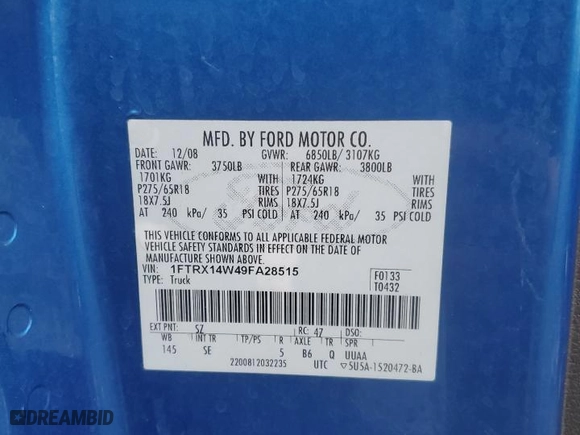 MFD. BY FORD MOTOR CO.
DATE: 12/08 GVWR: 6850LB/ 3107KG
FRONT GAWR: 3750LB REAR GAWR: 3800LB
1701KG WITH 1724KG WITH
P275/65R18 TIRES P275/65R18 TIRES
18X7.5J RIMS 18X7.5J RIMS
AT 240 kPa/ 35 PSI COLD AT 240 kPa/ 35 PSI COLD
THIS VEHICLE CONFORMS TO ALL APPLICABLE FEDERAL MOTOR
VEHICLE SAFETY STANDARDS IN EFFECT ON THE DATE OF
MANUFACTURE SHOWN ABOVE.
VIN: 1FTRX14W49FA28515 F0133
TYPE: Truck T0432
EXT PNT: SZ RC: 47 DSO:
WB INT TR TP/PS R AXLE TR SPR
145 SE 5 B6 Q UUAA
2200812032235 UTC ▽5U5A-1520472-BA
DREAMBID